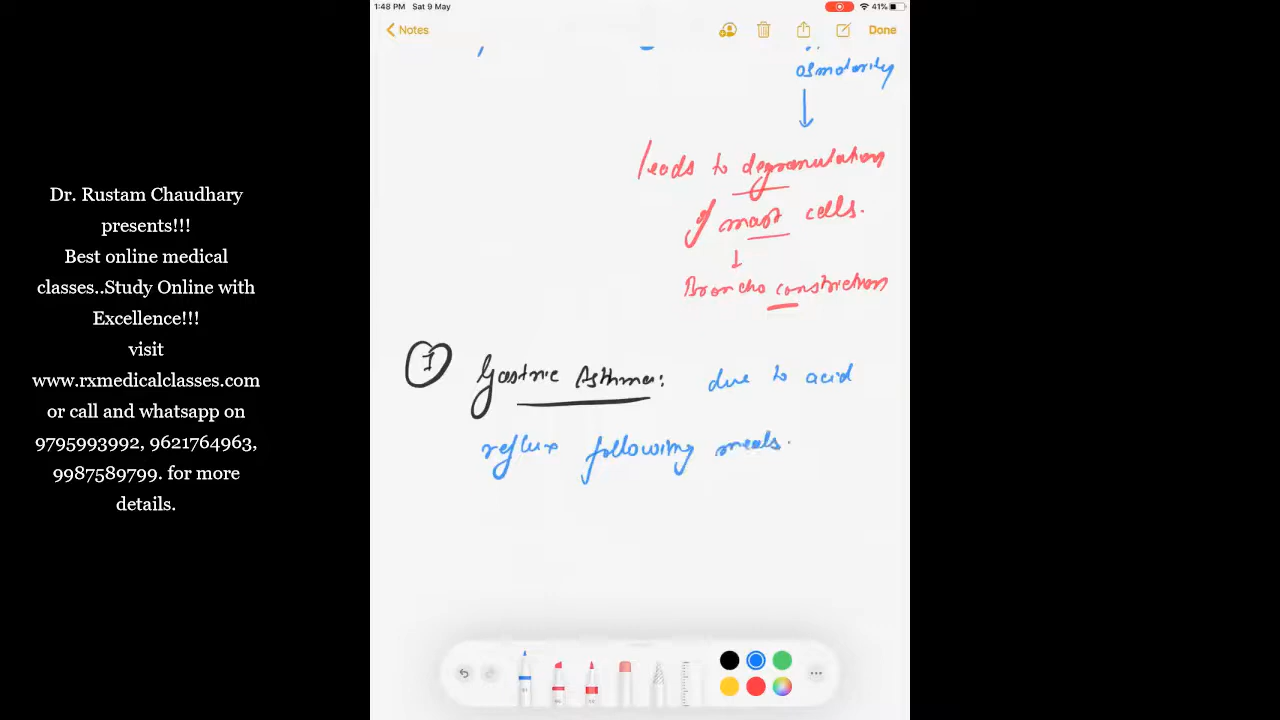 1:48 PM Sat 9 May
41%
Notes
Done
Dr. Rustam Chaudhary
presents!!!
Best online medical
classes..Study Online with
Excellence!!!
visit
www.rxmedicalclasses.com
or call and whatsapp on
9795993992, 9621764963,
9987589799. for more
details.
osmolarity
leads to degranulation
of mast cells.
Broncho constriction
Gastric Asthma: due to acid
reflux following meals.